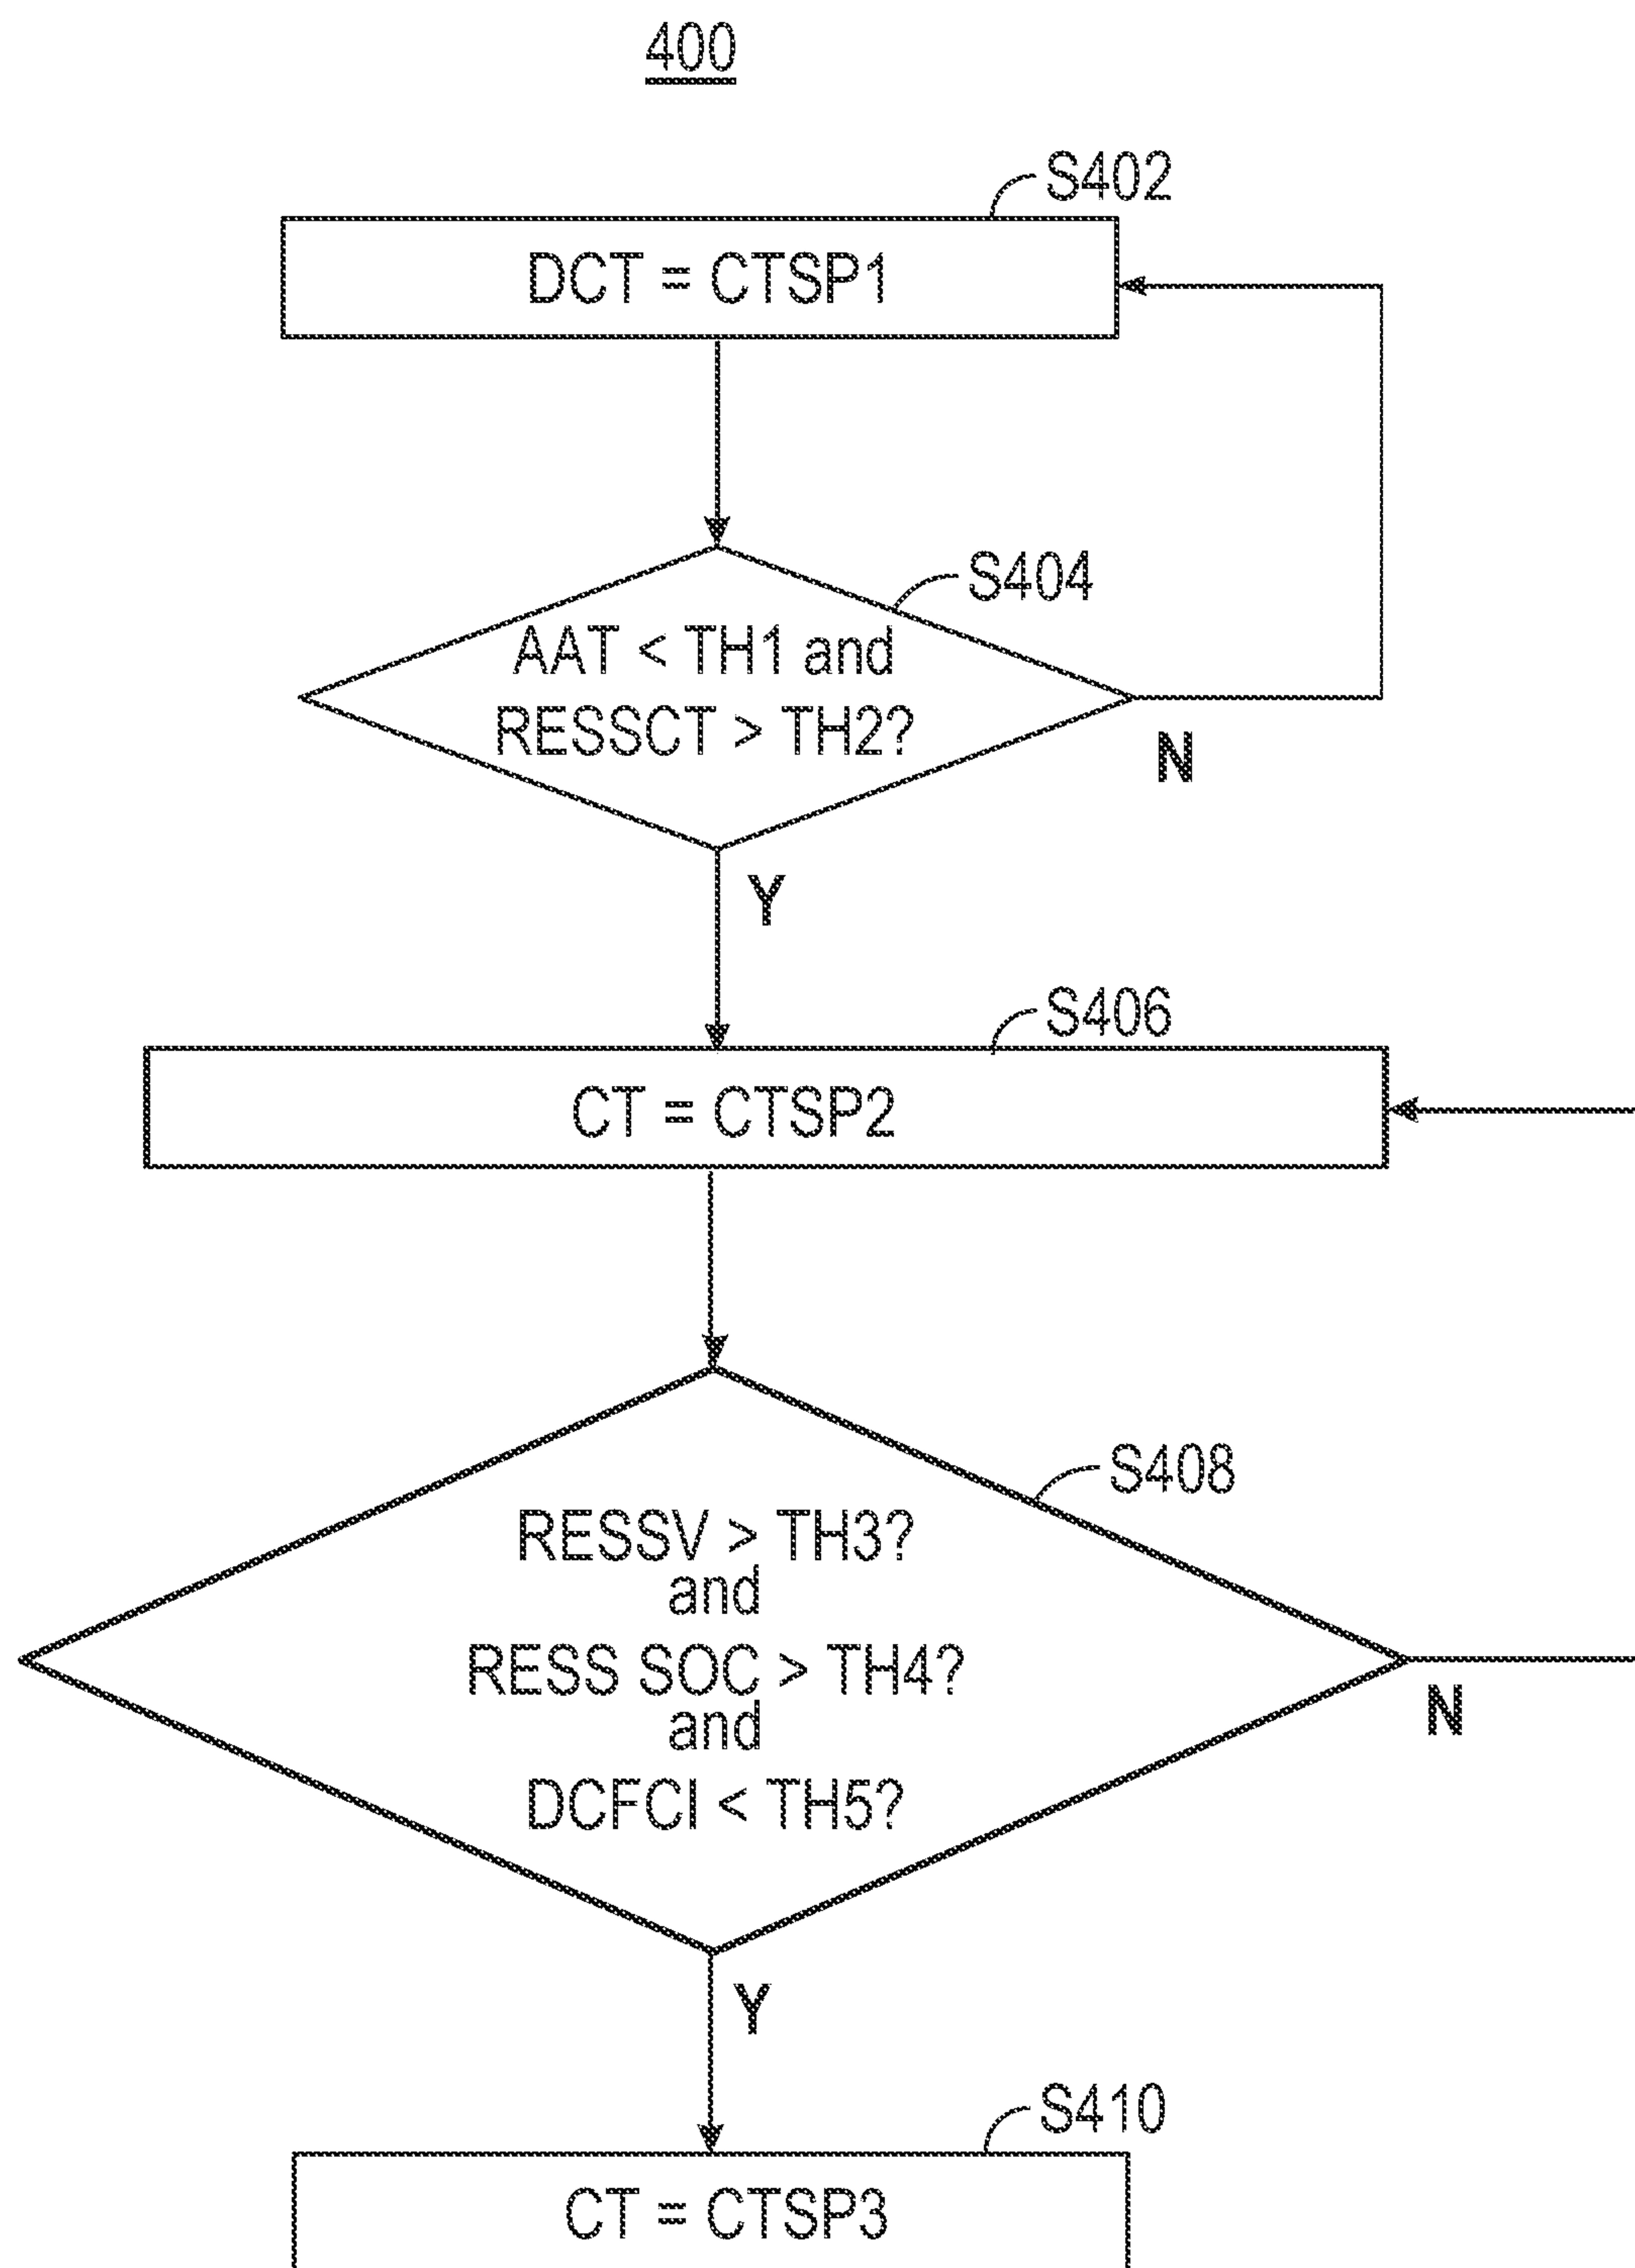 400
S402
DCT = CTSP1
S404
AAT < TH1 and
RESSCT > TH2?
N
Y
S406
CT = CTSP2
S408
RESSV > TH3?
and
RESS SOC > TH4?
and
DCFCI < TH5?
N
Y
S410
CT = CTSP3